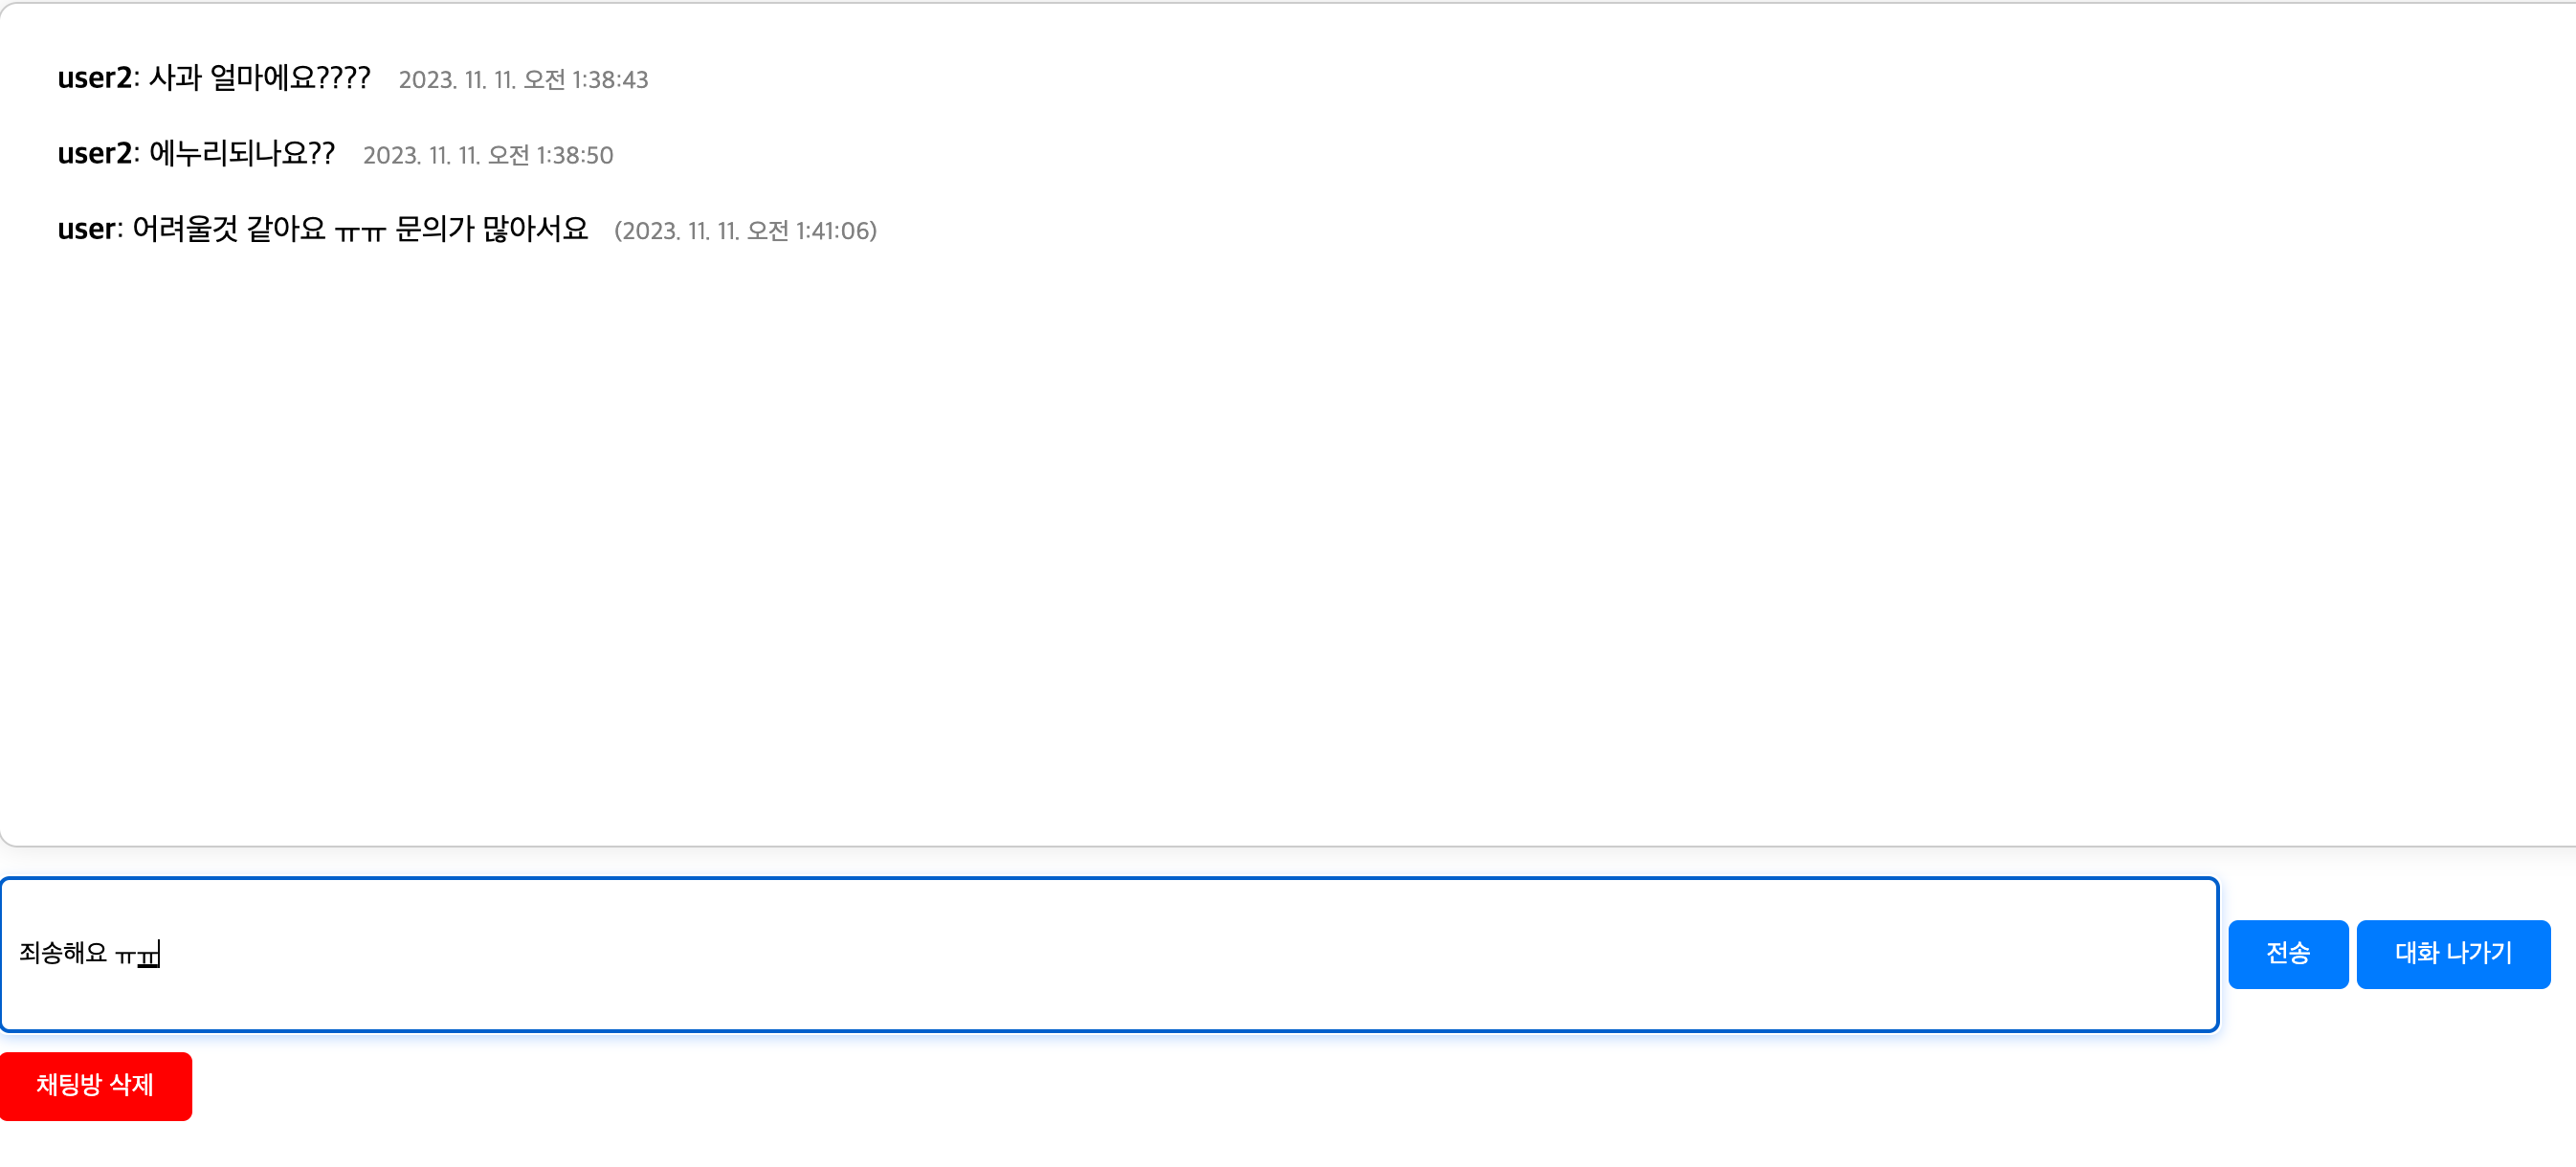 user2: 사과 얼마에요???? 2023. 11. 11. 오전 1:38:43
user2: 에누리되나요?? 2023. 11. 11. 오전 1:38:50
user: 어려울것 같아요 ㅠㅠ 문의가 많아서요 (2023. 11. 11. 오전 1:41:06)
죄송해요 ㅠㅠ
전송 대화 나가기
채팅방 삭제